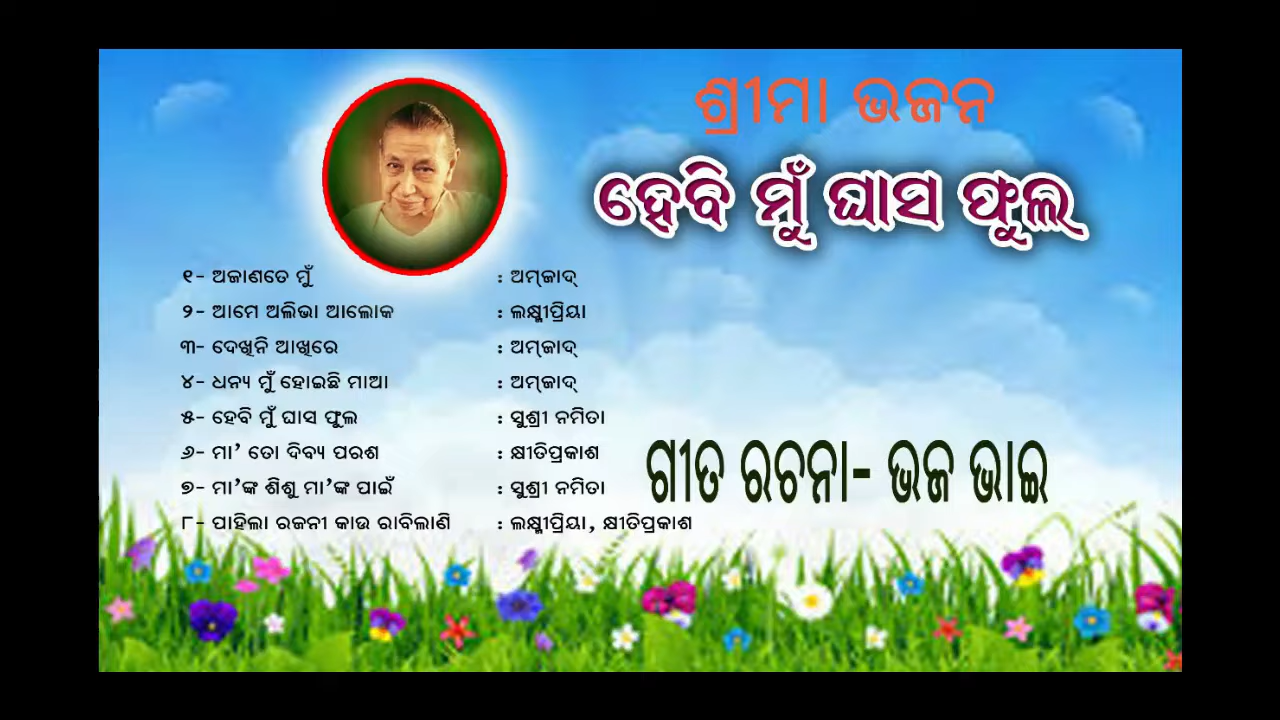 ଶ୍ରୀମା ଭଜନ
ହେବି ମୁଁ ଘାସ ଫୁଲ
୧- ଅଜାଣତେ ମୁଁ : ଅମ୍‌ଜାଦ୍
୨- ଆମେ ଅଲିଭା ଆଲୋକ : ଲକ୍ଷ୍ମୀପ୍ରିୟା
୩- ଦେଖିନି ଆଖିରେ : ଅମ୍‌ଜାଦ୍
୪- ଧନ୍ୟ ମୁଁ ହୋଇଛି ମାଆ : ଅମ୍‌ଜାଦ୍
୫- ହେବି ମୁଁ ଘାସ ଫୁଲ : ସୁଶ୍ରୀ ନମିତା
୬- ମା’ ତୋ ଦିବ୍ୟ ପରଶ : କ୍ଷୀତିପ୍ରକାଶ
୭- ମା’ଙ୍କ ଶିଶୁ ମା’ଙ୍କ ପାଇଁ : ସୁଶ୍ରୀ ନମିତା
୮- ପାହିଲା ରଜନୀ କାଉ ରାବିଲାଣି : ଲକ୍ଷ୍ମୀପ୍ରିୟା, କ୍ଷୀତିପ୍ରକାଶ
ଗୀତ ରଚନା- ଭଜ ଭାଇ